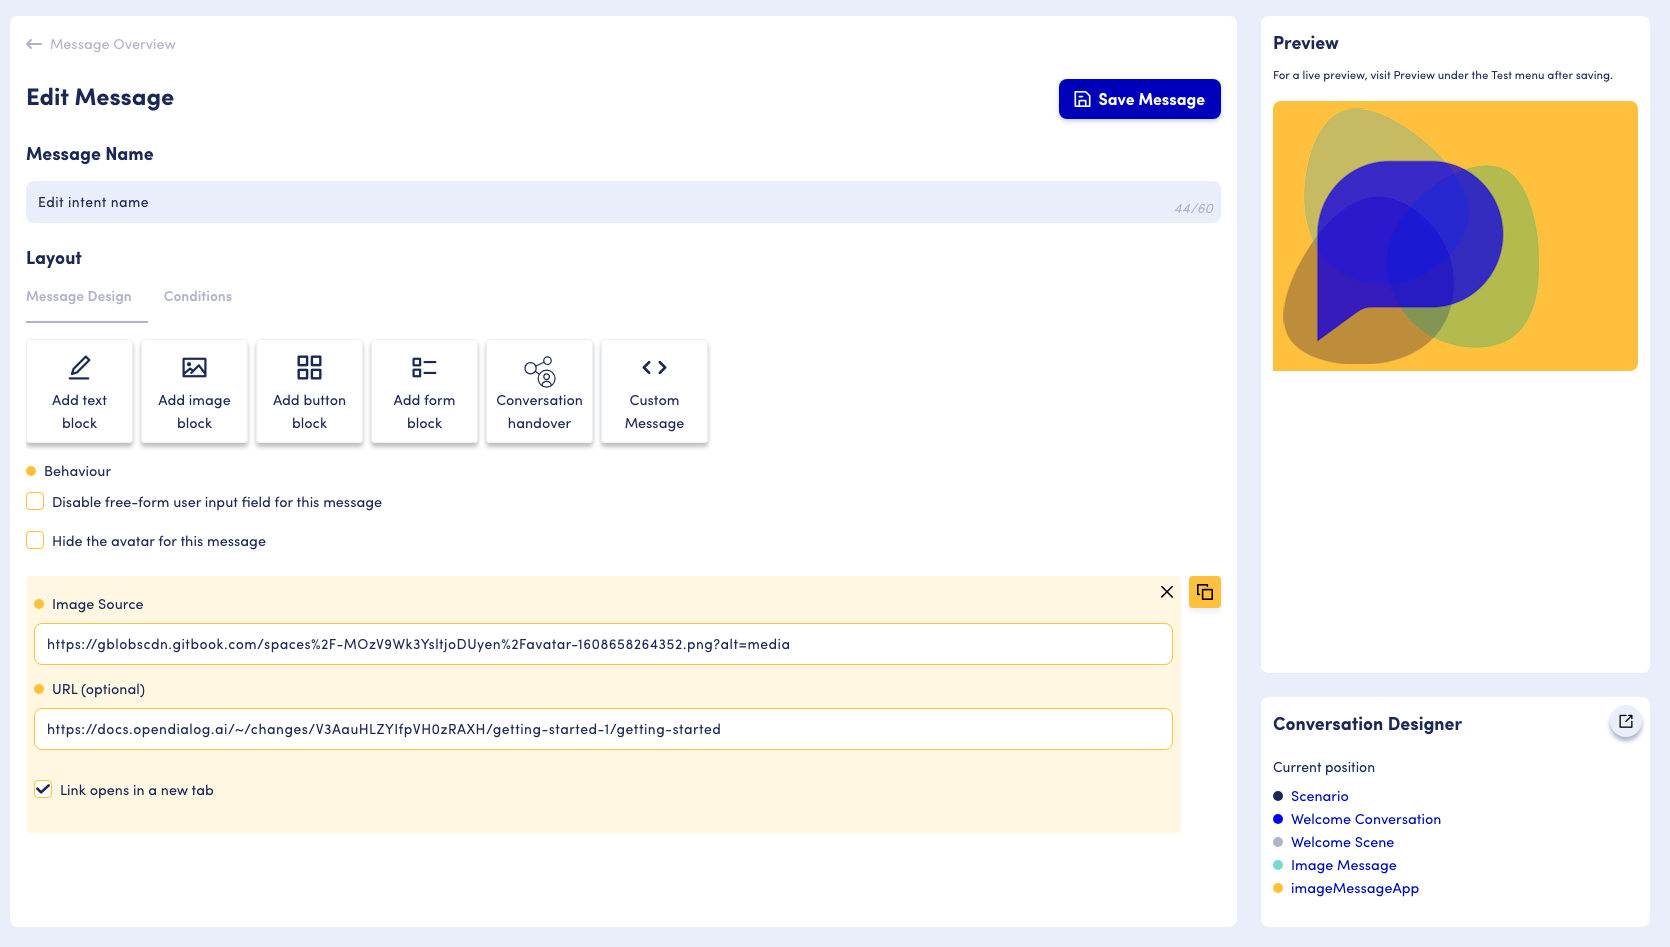 Message Overview
Edit Message
Save Message
Message Name
Edit intent name
44/60
Layout
Message Design
Conditions
Add text
block
Add image
block
Add button
block
Add form
block
Conversation
handover
Custom
Message
Behaviour
Disable free-form user input field for this message
Hide the avatar for this message
Image Source
https://gblobscdn.gitbook.com/spaces%2F-MOzV9Wk3YsltjoDUyen%2Favatar-1608658264352.png?alt=media
URL (optional)
https://docs.opendialog.ai/~/changes/V3AauHLZYIfpVH0zRAXH/getting-started-1/getting-started
Link opens in a new tab
Preview
For a live preview, visit Preview under the Test menu after saving.
Conversation Designer
Current position
Scenario
Welcome Conversation
Welcome Scene
Image Message
imageMessageApp